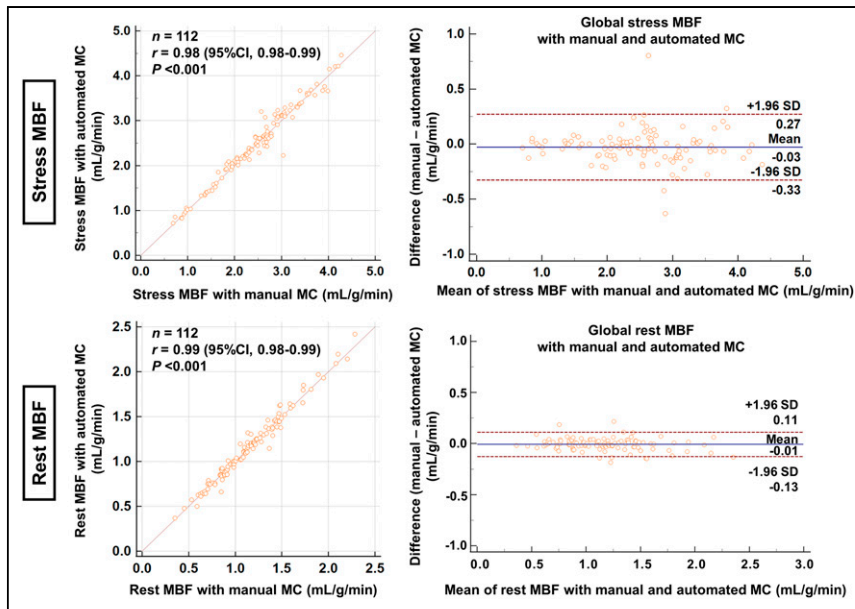 Stress MBF
Stress MBF with automated MC
(mL/g/min)
5.0
4.0
3.0
2.0
1.0
0.0
n = 112
r = 0.98 (95%CI, 0.98-0.99)
P <0.001
0.0 1.0 2.0 3.0 4.0 5.0
Stress MBF with manual MC (mL/g/min)
Global stress MBF
with manual and automated MC
Difference (manual – automated MC)
(mL/g/min)
1.0
0.5
0.0
-0.5
-1.0
+1.96 SD
0.27
Mean
-0.03
-1.96 SD
-0.33
0.0 1.0 2.0 3.0 4.0 5.0
Mean of stress MBF with manual and automated MC (mL/g/min)
Rest MBF
Rest MBF with automated MC
(mL/g/min)
2.5
2.0
1.5
1.0
0.5
0.0
n = 112
r = 0.99 (95%CI, 0.98-0.99)
P <0.001
0.0 0.5 1.0 1.5 2.0 2.5
Rest MBF with manual MC (mL/g/min)
Global rest MBF
with manual and automated MC
Difference (manual – automated MC)
(mL/g/min)
1.0
0.5
0.0
-0.5
-1.0
+1.96 SD
0.11
Mean
-0.01
-1.96 SD
-0.13
0.0 0.5 1.0 1.5 2.0 2.5 3.0
Mean of rest MBF with manual and automated MC (mL/g/min)